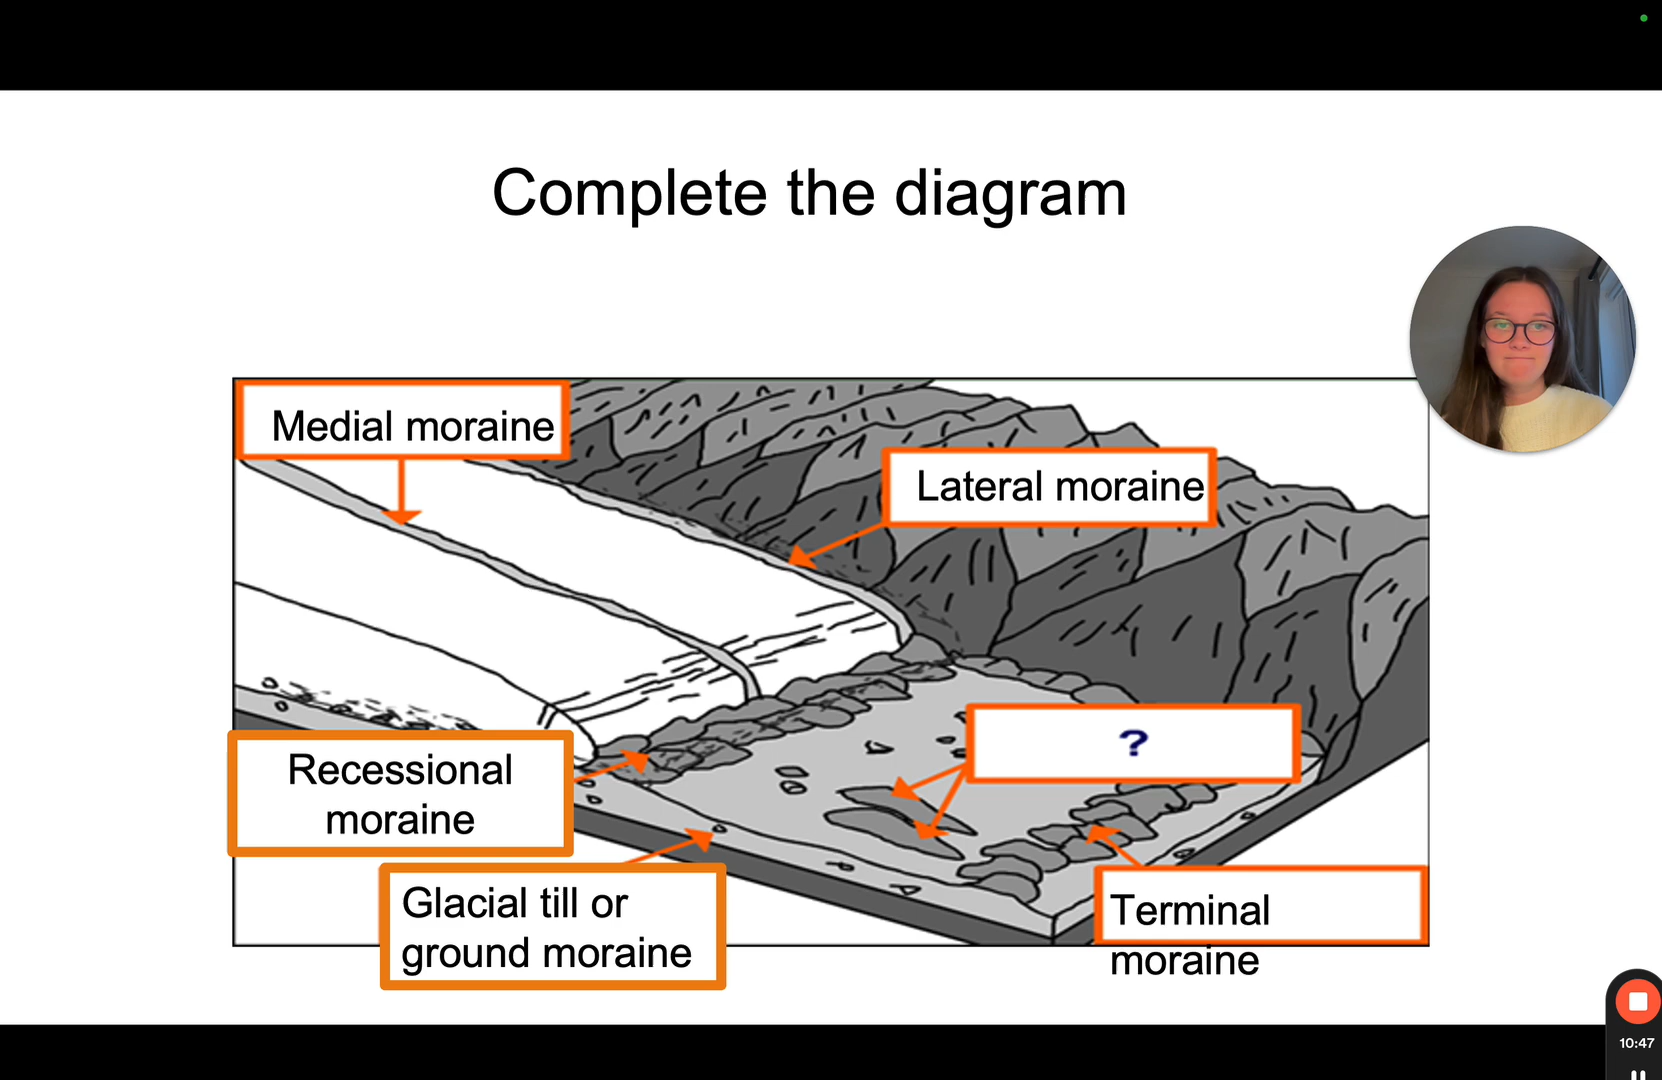 Complete the diagram
Medial moraine
Lateral moraine
?
Recessional
moraine
Glacial till or
ground moraine
Terminal
moraine
10:47